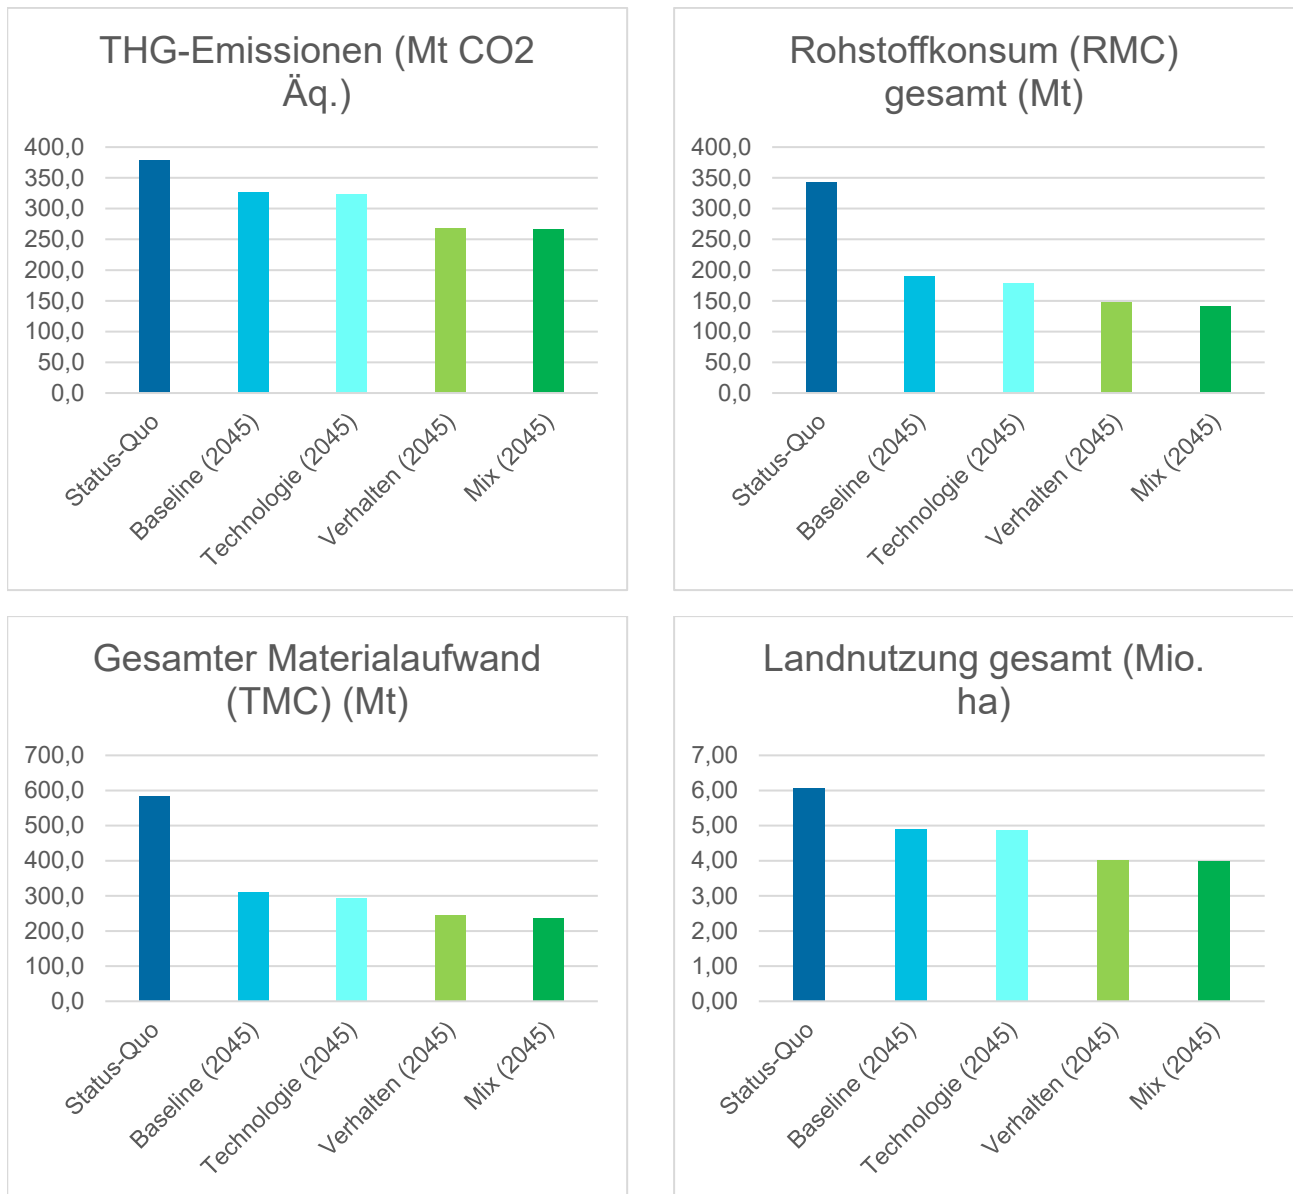 THG-Emissionen (Mt CO2
Äq.)
400,0
350,0
300,0
250,0
200,0
150,0
100,0
50,0
0,0
Status-Quo
Baseline (2045)
Technologie (2045)
Verhalten (2045)
Mix (2045)
Rohstoffkonsum (RMC)
gesamt (Mt)
400,0
350,0
300,0
250,0
200,0
150,0
100,0
50,0
0,0
Status-Quo
Baseline (2045)
Technologie (2045)
Verhalten (2045)
Mix (2045)
Gesamter Materialaufwand
(TMC) (Mt)
700,0
600,0
500,0
400,0
300,0
200,0
100,0
0,0
Status-Quo
Baseline (2045)
Technologie (2045)
Verhalten (2045)
Mix (2045)
Landnutzung gesamt (Mio.
ha)
7,00
6,00
5,00
4,00
3,00
2,00
1,00
0,00
Status-Quo
Baseline (2045)
Technologie (2045)
Verhalten (2045)
Mix (2045)